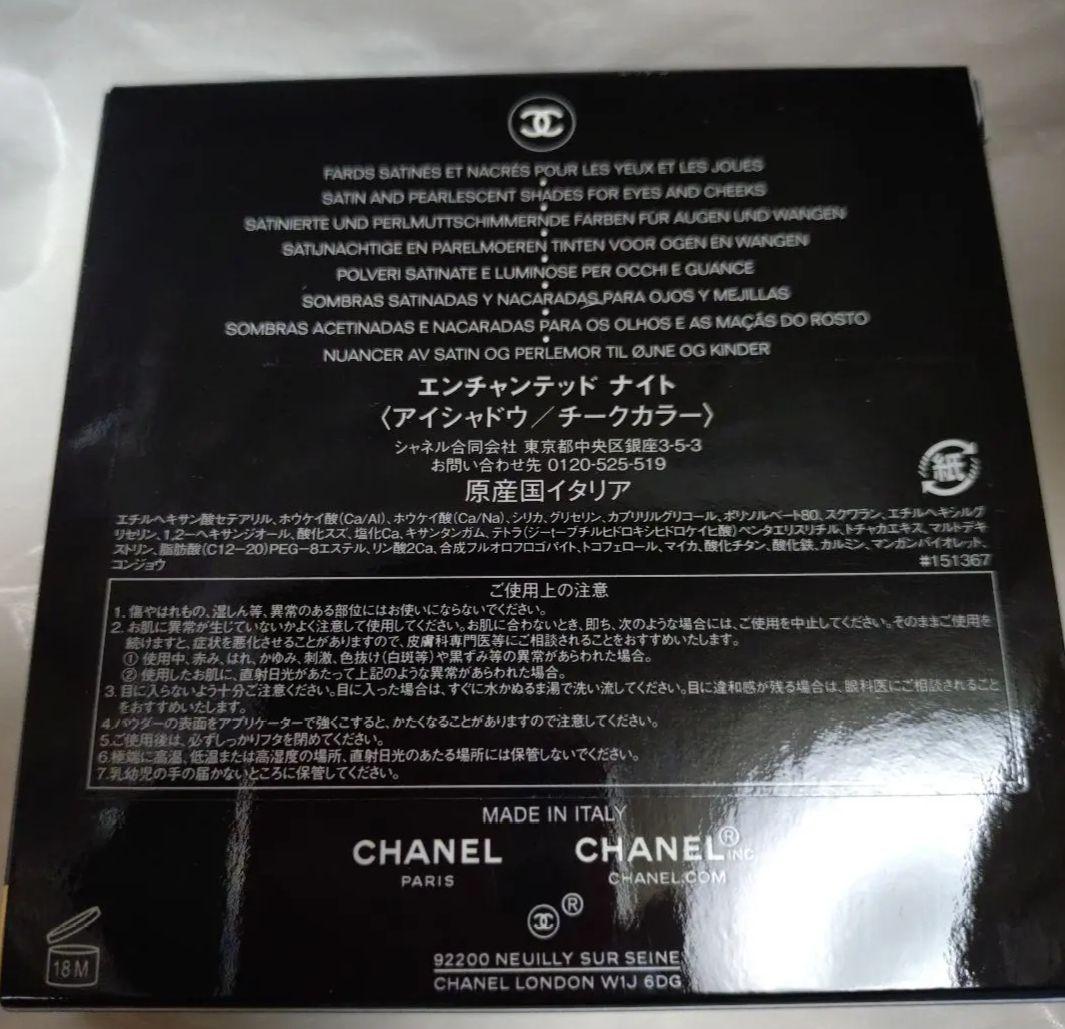 FARDS SATINÉS ET NACRÉS POUR LES YEUX ET LES JOUES
SATIN AND PEARLESCENT SHADES FOR EYES AND CHEEKS
SATINIERTE UND PERLMUTTSCHIMMERNDE FARBEN FÜR AUGEN UND WANGEN
SATIJNACHTIGE EN PARELMOEREN TINTEN VOOR OGEN EN WANGEN
POLVERI SATINATE E LUMINOSE PER OCCHI E GUANCE
SOMBRAS SATINADAS Y NACARADAS PARA OJOS Y MEJILLAS
SOMBRAS ACETINADAS E NACARADAS PARA OS OLHOS E AS MAÇÃS DO ROSTO
NUANCER AV SATIN OG PERLEMOR TIL ØJNE OG KINDER
エンチャンテッド ナイト
〈アイシャドウ／チークカラー〉
シャネル合同会社 東京都中央区銀座3-5-3
お問い合わせ先 0120-525-519
原産国イタリア
紙
エチルヘキサン酸セテアリル、ホウケイ酸(Ca/Al)、ホウケイ酸(Ca/Na)、シリカ、グリセリン、カプリリルグリコール、ポリソルベート80、スクワラン、エチルヘキシルグ
リセリン、1,2-ヘキサンジオール、酸化スズ、塩化Ca、キサンタンガム、テトラ(ジ-t-ブチルヒドロキシヒドロケイヒ酸)ペンタエリスリチル、トチャカエキス、マルトデキ
ストリン、脂肪酸(C12-20)PEG-8エステル、リン酸2Ca、合成フルオロフロゴパイト、トコフェロール、マイカ、酸化チタン、酸化鉄、カルミン、マンガンバイオレット、
コンジョウ #151367
ご使用上の注意
1. 傷やはれもの、湿しん等、異常のある部位にはお使いにならないでください。
2. お肌に異常が生じていないかよく注意して使用してください。お肌に合わないとき、即ち、次のような場合には、ご使用を中止してください。そのままご使用を
続けますと、症状を悪化させることがありますので、皮膚科専門医等にご相談されることをおすすめいたします。
① 使用中、赤み、はれ、かゆみ、刺激、色抜け(白斑等)や黒ずみ等の異常があらわれた場合。
② 使用したお肌に、直射日光があたって上記のような異常があらわれた場合。
3. 目に入らないよう十分ご注意ください。目に入った場合は、すぐに水かぬるま湯で洗い流してください。目に違和感が残る場合は、眼科医にご相談されること
をおすすめいたします。
4.パウダーの表面をアプリケーターで強くこすると、かたくなることがありますので注意してください。
5.ご使用後は、必ずしっかりフタを閉めてください。
6.極端に高温、低温または高湿度の場所、直射日光のあたる場所には保管しないでください。
7.乳幼児の手の届かないところに保管してください。
MADE IN ITALY
CHANEL CHANEL® INC
PARIS CHANEL.COM
®
18M
92200 NEUILLY SUR SEINE
CHANEL LONDON W1J 6DG